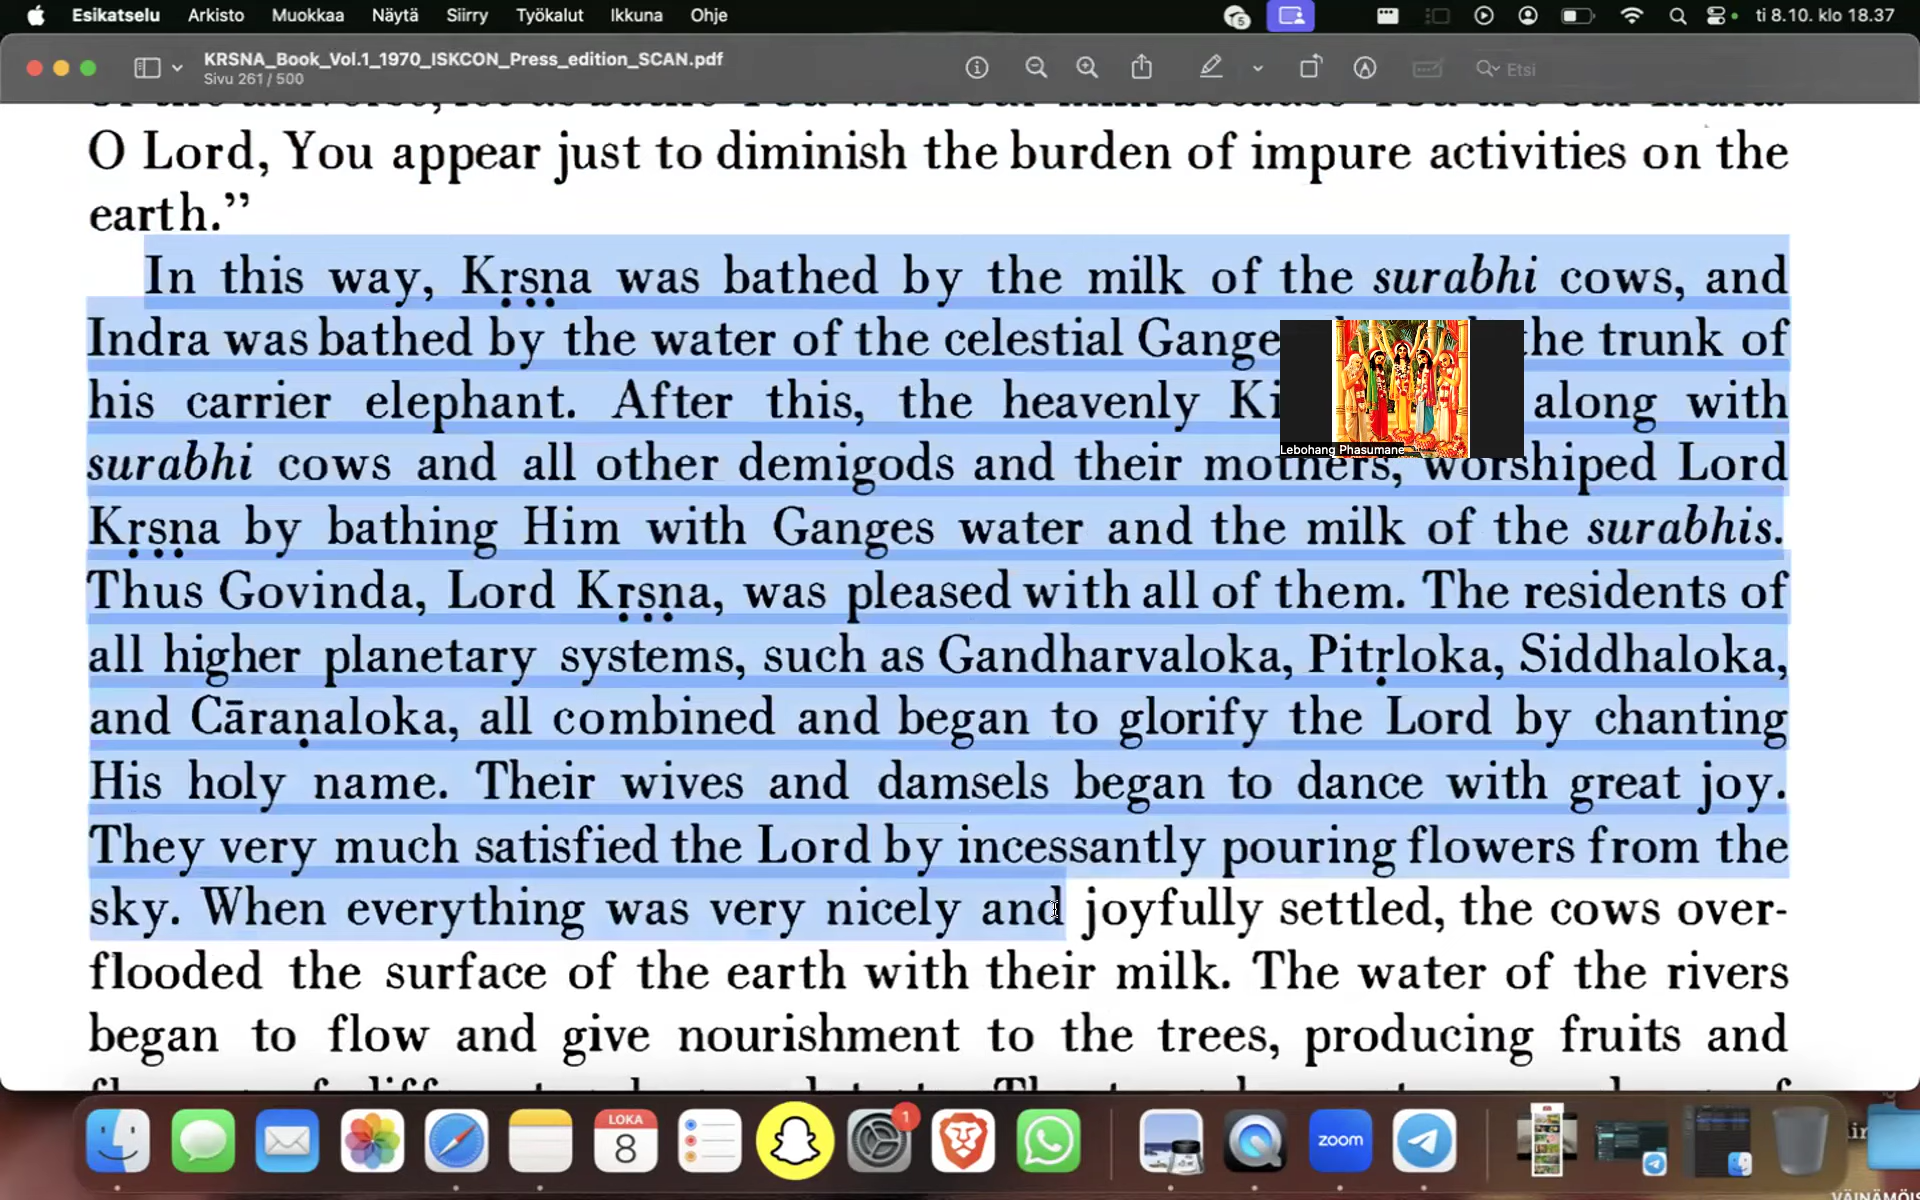 Esikatselu Arkisto Muokkaa Näytä Siirry Työkalut Ikkuna Ohje 5 ti 8.10. klo 18.37
KRSNA_Book_Vol.1_1970_ISKCON_Press_edition_SCAN.pdf
Sivu 261 / 500
Etsi
O Lord, You appear just to diminish the burden of impure activities on the
earth.”
In this way, Kṛṣṇa was bathed by the milk of the surabhi cows, and
Indra was bathed by the water of the celestial the trunk of
his carrier elephant. After this, the heavenly along with
Lebohang Phasumane
surabhi cows and all other demigods and their mothers, worshiped Lord
Kṛṣṇa by bathing Him with Ganges water and the milk of the surabhis.
Thus Govinda, Lord Kṛṣṇa, was pleased with all of them. The residents of
all higher planetary systems, such as Gandharvaloka, Pitṛloka, Siddhaloka,
and Cāraṇaloka, all combined and began to glorify the Lord by chanting
His holy name. Their wives and damsels began to dance with great joy.
They very much satisfied the Lord by incessantly pouring flowers from the
sky. When everything was very nicely and joyfully settled, the cows over-
flooded the surface of the earth with their milk. The water of the rivers
began to flow and give nourishment to the trees, producing fruits and
LOKA
8
1
zoom